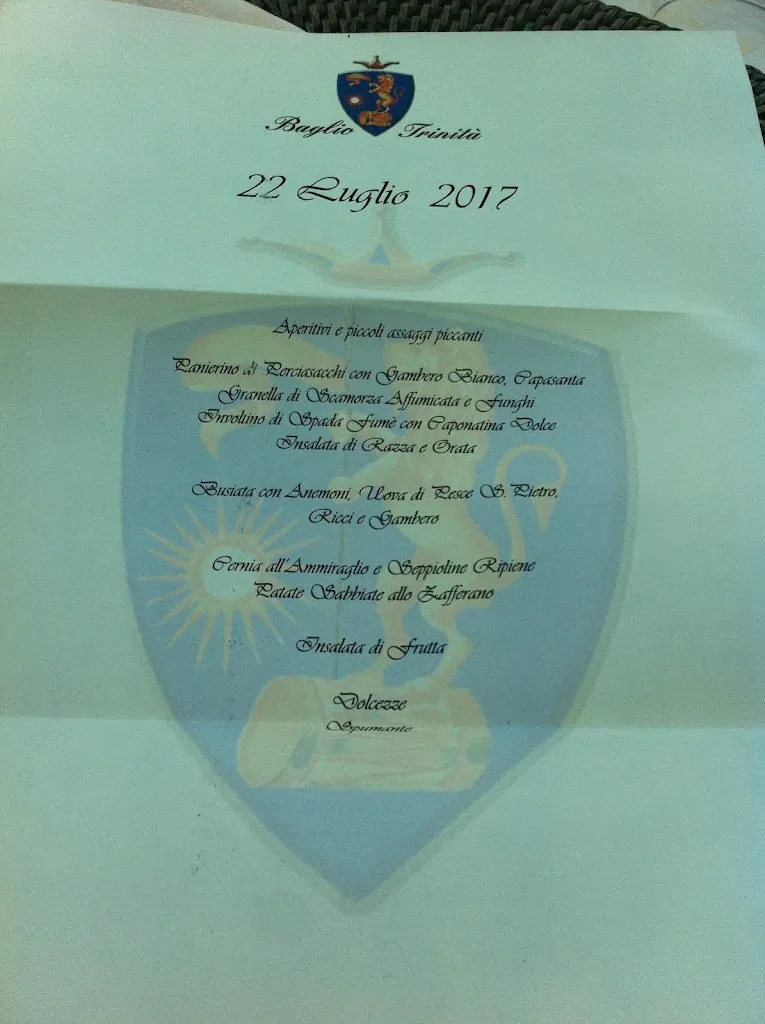 Baglio Trinità
22 Luglio 2017
Aperitivi e piccoli assaggi piccanti
Panierino di Perciasacchi con Gambero Bianco, Capasanta
Granella di Scamorza Affumicata e Funghi
Involtino di Spada Fumè con Caponatina Dolce
Insalata di Razza e Orata
Busiata con Anemoni, Uova di Pesce S. Pietro,
Ricci e Gambero
Cernia all'Ammiraglio e Seppioline Ripiene
Patate Sabbiate allo Zafferano
Insalata di Frutta
Dolcezze
Spumante